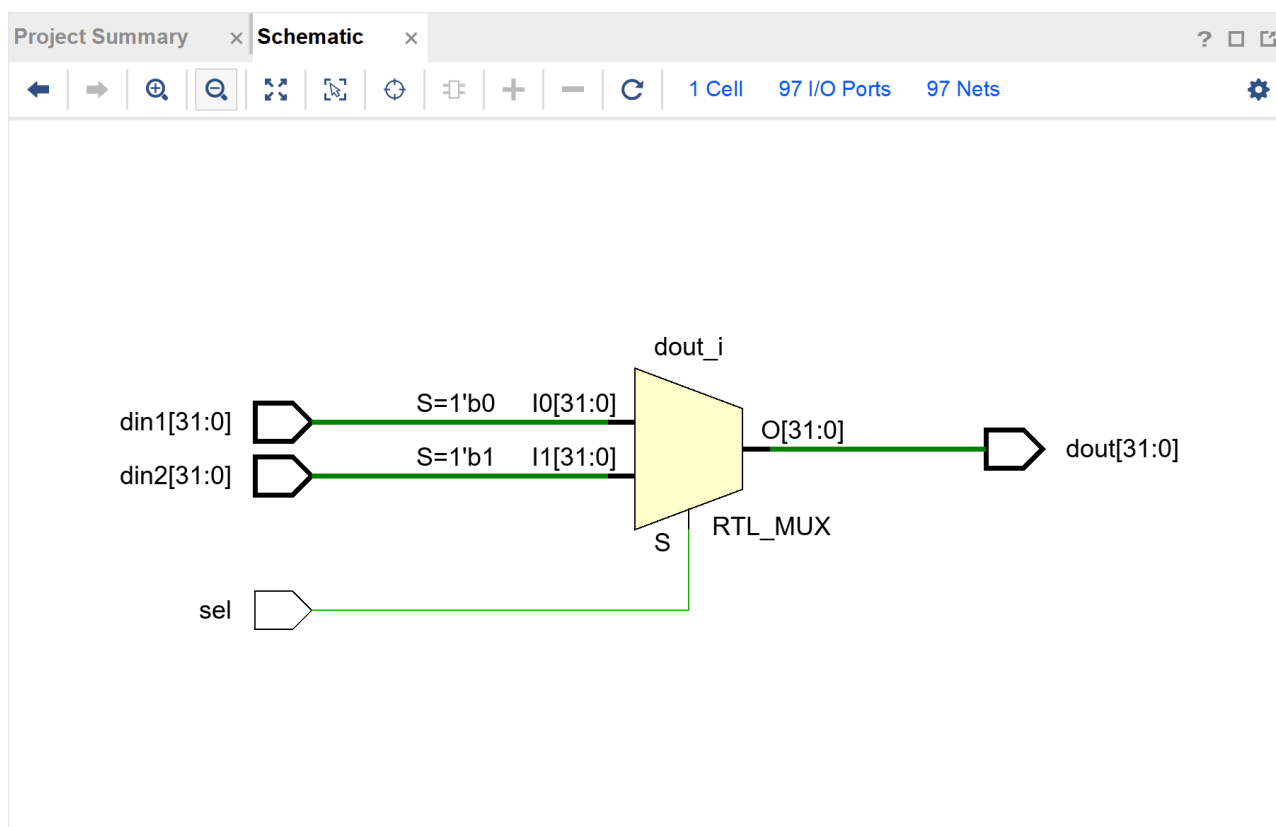 Project Summary × Schematic ×
? 
1 Cell 97 I/O Ports 97 Nets
dout_i
din1[31:0] S=1'b0 I0[31:0]
O[31:0] dout[31:0]
din2[31:0] S=1'b1 I1[31:0]
RTL_MUX
S
sel